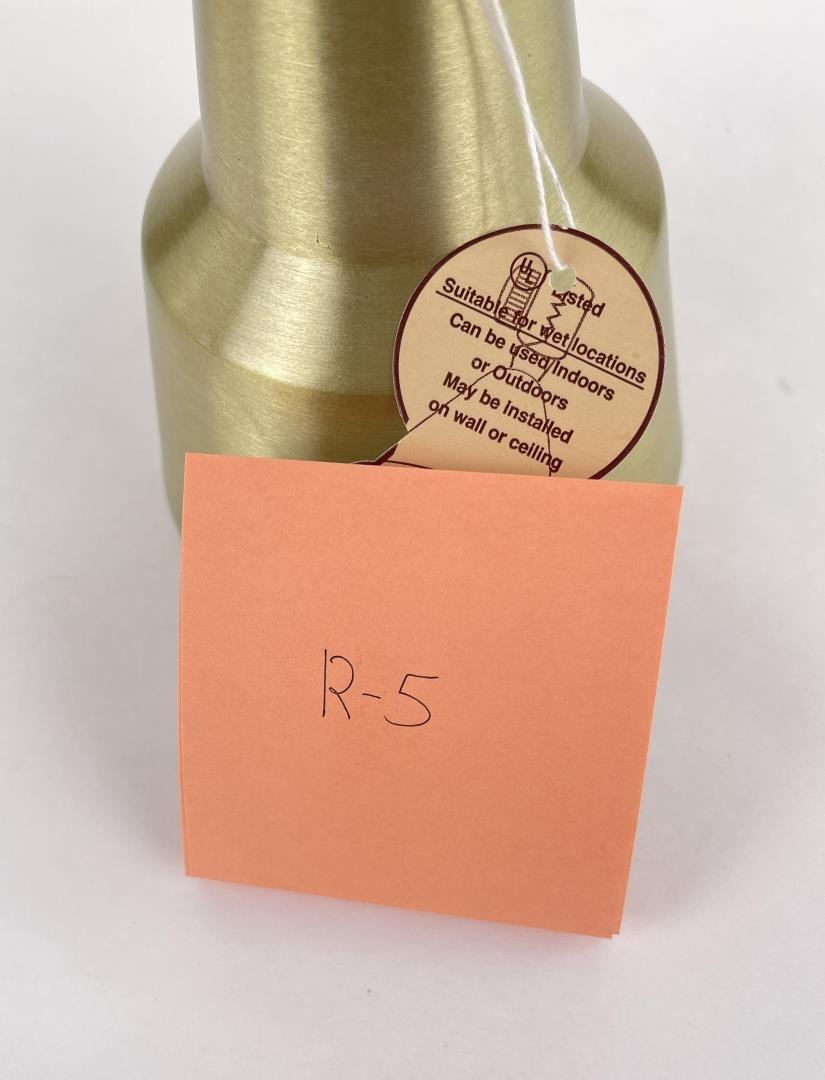 UL Listed
Suitable for wet locations
Can be used Indoors
or Outdoors
May be Installed
on wall or ceiling
R-5